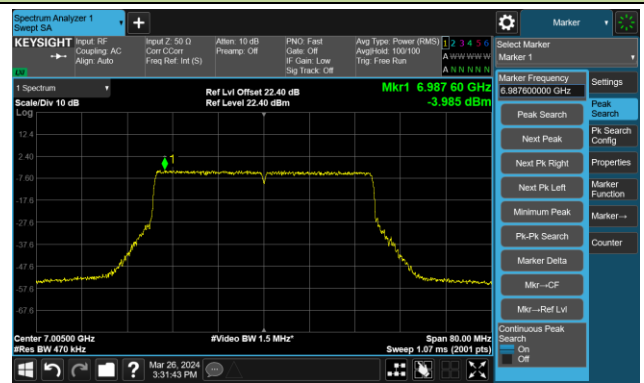 Spectrum Analyzer 1
Swept SA
Marker
KEYSIGHT
Input: RF
Coupling: AC
Align: Auto
Input Z: 50 Ω
Corr CCorr
Freq Ref: Int (S)
Atten: 10 dB
Preamp: Off
PNO: Fast
Gate: Off
IF Gain: Low
Sig Track: Off
Avg Type: Power (RMS)
Avg|Hold: 100/100
Trig: Free Run
1 2 3 4 5 6
A W W W W W
A N N N N N
Select Marker
Marker 1
1 Spectrum
Scale/Div 10 dB
Ref Lvl Offset 22.40 dB
Ref Level 22.40 dBm
Mkr1 6.987 60 GHz
-3.985 dBm
Log
12.4
2.40
-7.60
-17.6
-27.6
-37.6
-47.6
-57.6
-67.6
1
Center 7.00500 GHz
#Res BW 470 kHz
#Video BW 1.5 MHz*
Span 80.00 MHz
Sweep 1.07 ms (2001 pts)
Marker Frequency
6.987600000 GHz
Peak Search
Next Peak
Next Pk Right
Next Pk Left
Minimum Peak
Pk-Pk Search
Marker Delta
Mkr→CF
Mkr→Ref Lvl
Continuous Peak
Search
On
Off
Settings
Peak
Search
Pk Search
Config
Properties
Marker
Function
Marker→
Counter
Mar 26, 2024
3:31:43 PM